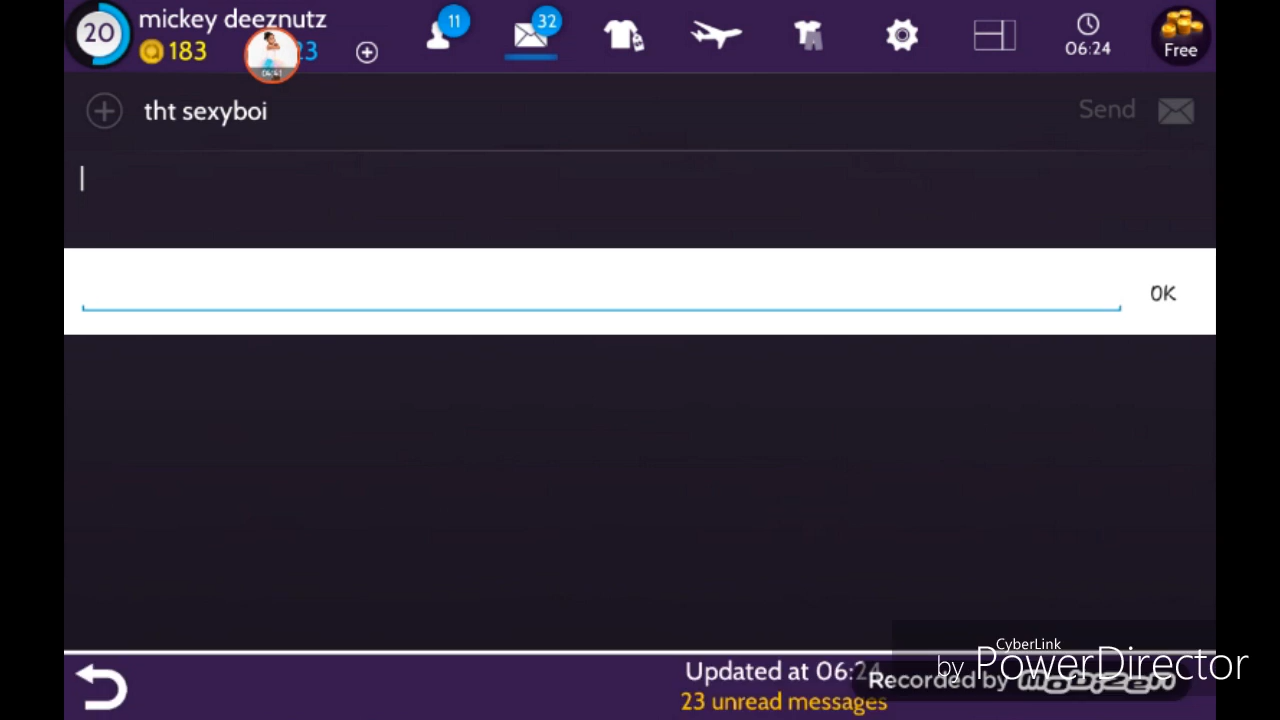 20
mickey deeznutz
183
23
11
32
06:24
Free
tht sexyboi
Send
OK
Updated at 06:24
23 unread messages
CyberLink
by PowerDirector
Recorded by mobizen